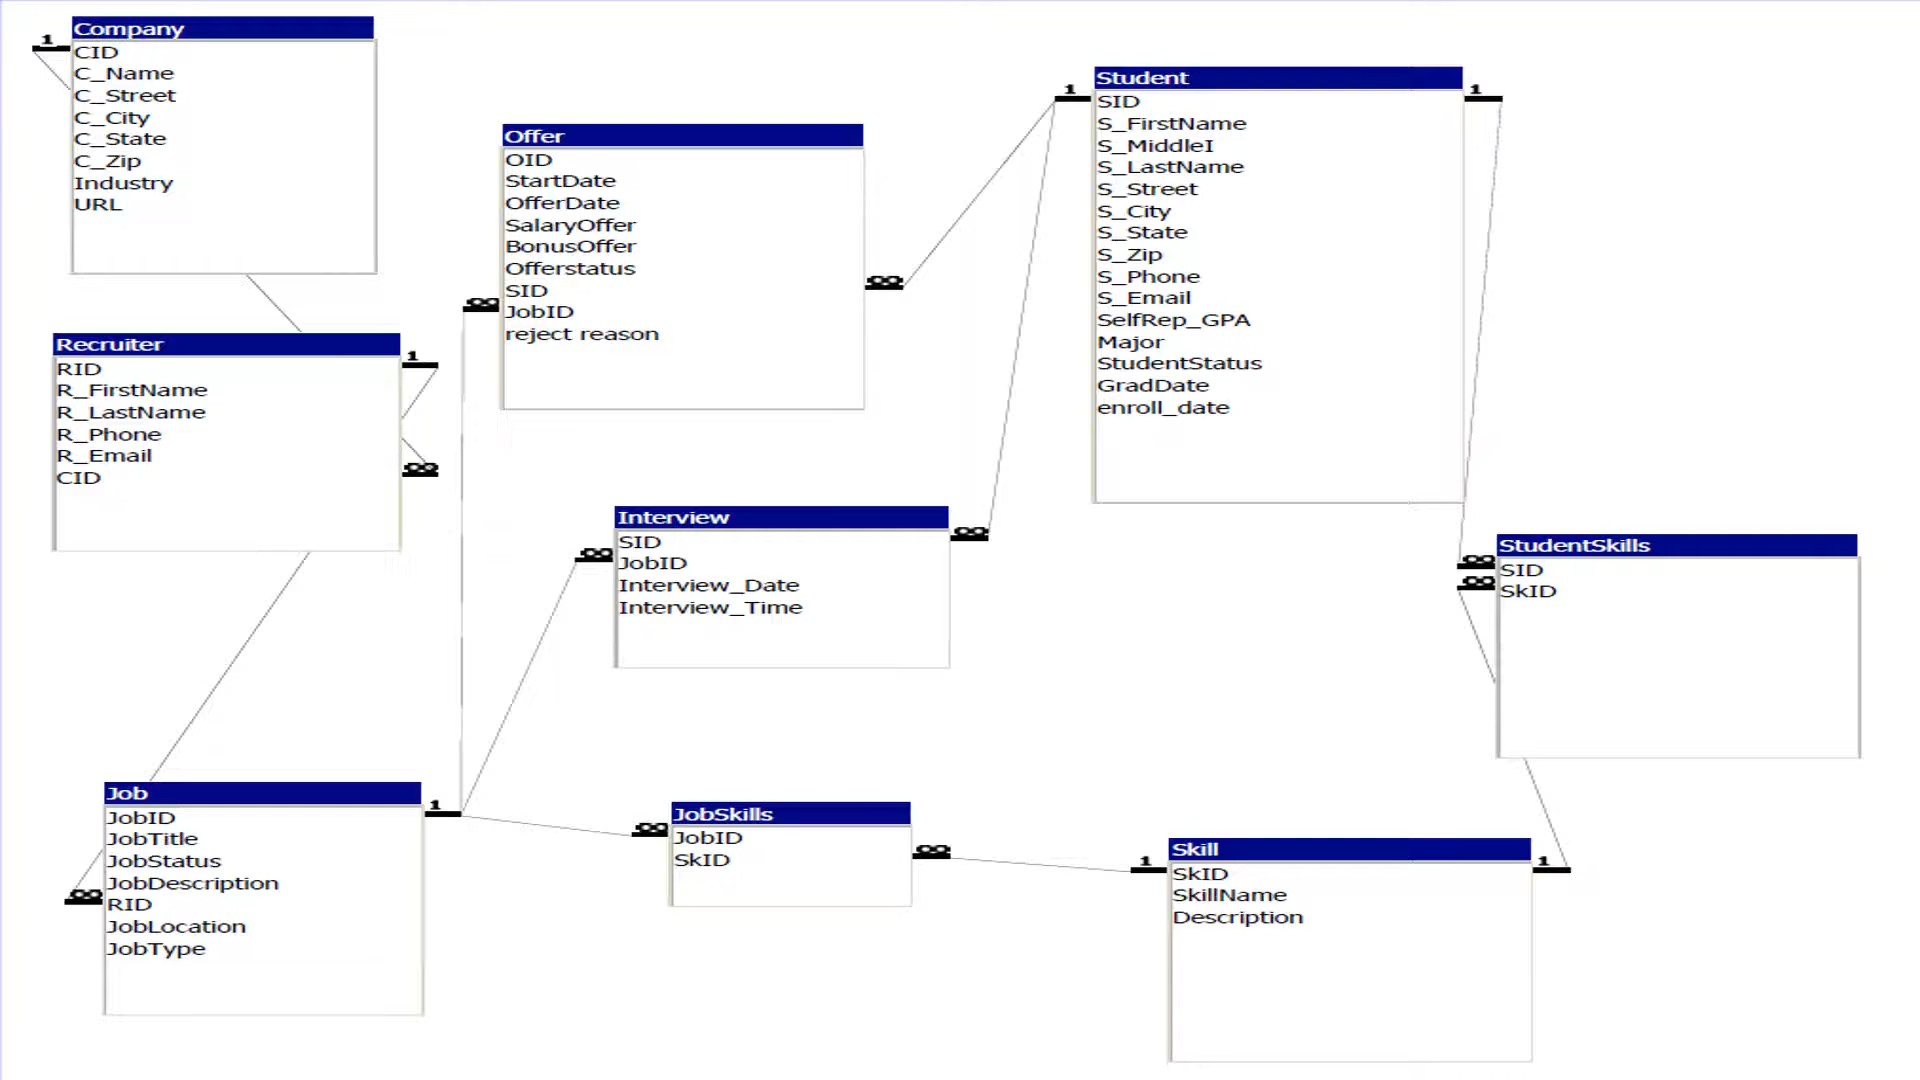 Company
1
CID
C_Name
C_Street
C_City
C_State
C_Zip
Industry
URL
Recruiter
1
RID
R_FirstName
R_LastName
R_Phone
R_Email
CID
Offer
OID
StartDate
OfferDate
SalaryOffer
BonusOffer
Offerstatus
SID
JobID
reject reason
Student
1
1
SID
S_FirstName
S_MiddleI
S_LastName
S_Street
S_City
S_State
S_Zip
S_Phone
S_Email
SelfRep_GPA
Major
StudentStatus
GradDate
enroll_date
Interview
SID
JobID
Interview_Date
Interview_Time
StudentSkills
SID
SkID
Job
1
JobID
JobTitle
JobStatus
JobDescription
RID
JobLocation
JobType
JobSkills
JobID
SkID
Skill
1
1
SkID
SkillName
Description